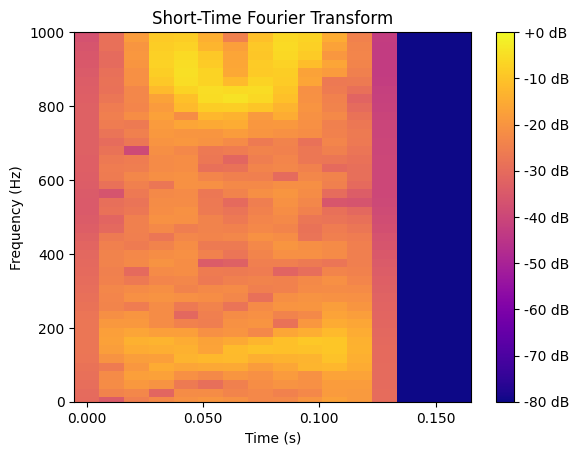 Short-Time Fourier Transform
1000
800
600
400
200
0
Frequency (Hz)
0.000
0.050
0.100
0.150
Time (s)
+0 dB
-10 dB
-20 dB
-30 dB
-40 dB
-50 dB
-60 dB
-70 dB
-80 dB